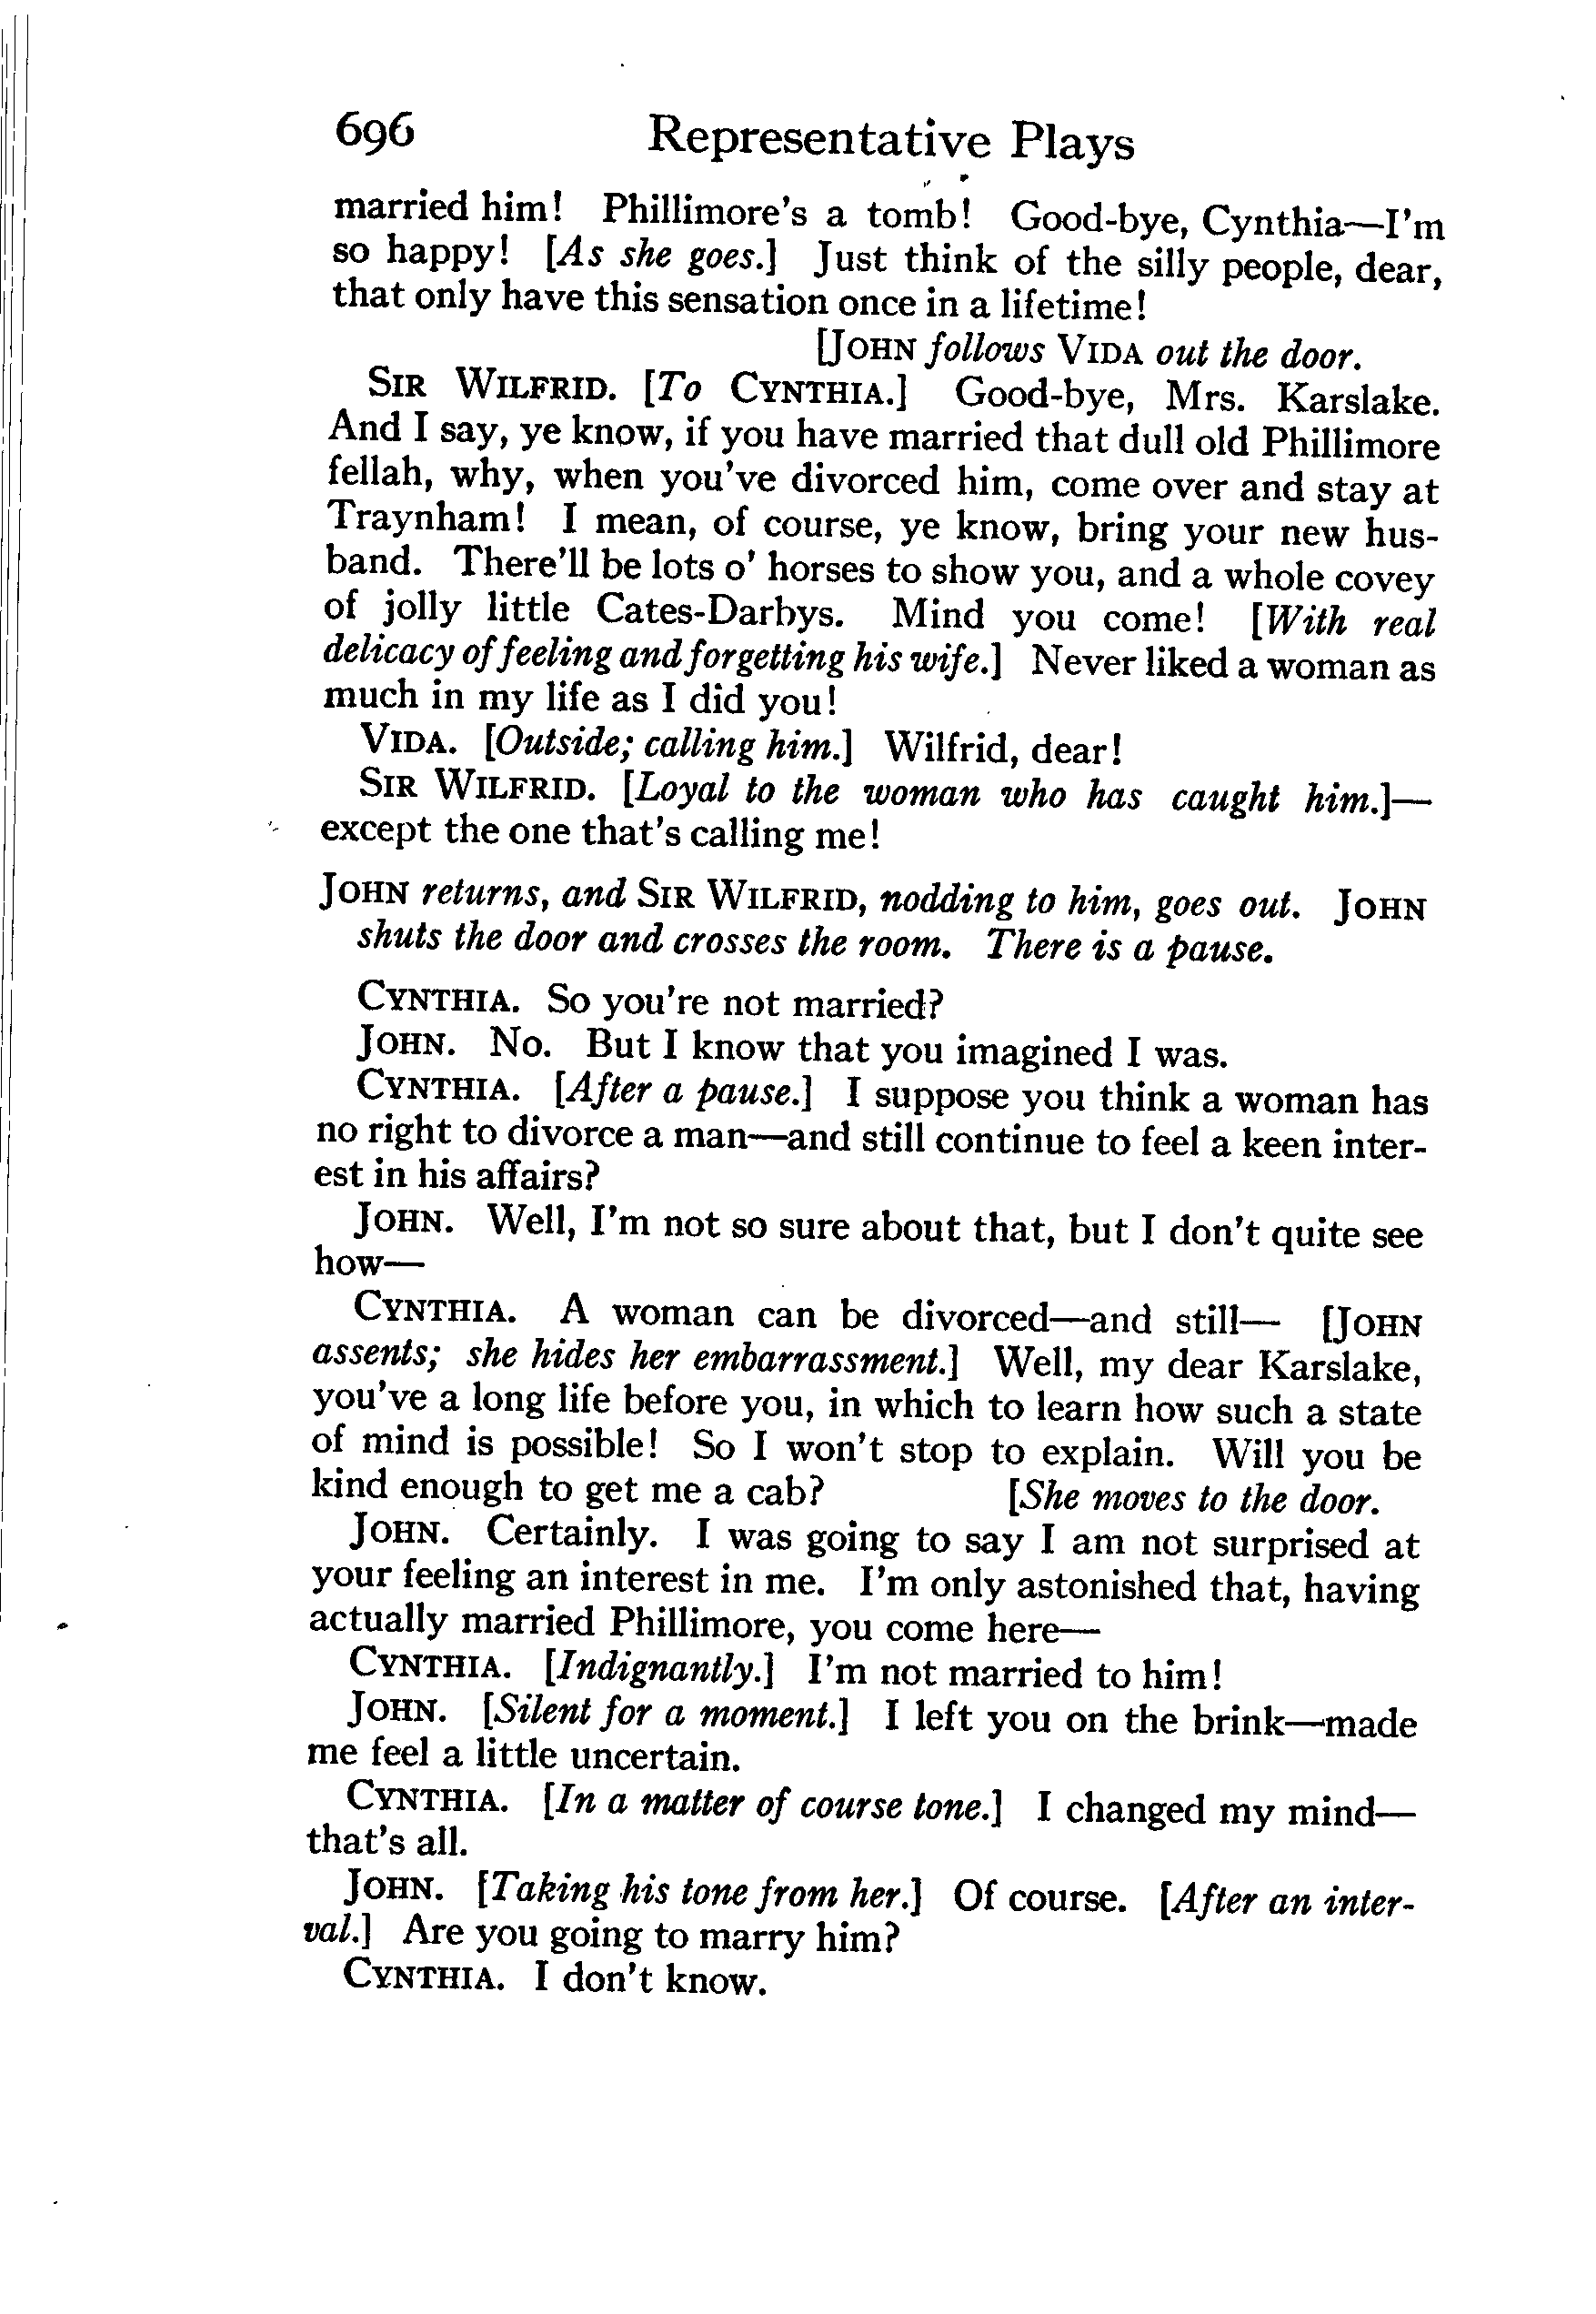 696 Representative Plays
married him! Phillimore's a tomb! Good-bye, Cynthia—I'm
so happy! [As she goes.] Just think of the silly people, dear,
that only have this sensation once in a lifetime!
[JOHN follows VIDA out the door.
SIR WILFRID. [To CYNTHIA.] Good-bye, Mrs. Karslake.
And I say, ye know, if you have married that dull old Phillimore
fellah, why, when you've divorced him, come over and stay at
Traynham! I mean, of course, ye know, bring your new hus-
band. There'll be lots o' horses to show you, and a whole covey
of jolly little Cates-Darbys. Mind you come! [With real
delicacy of feeling and forgetting his wife.] Never liked a woman as
much in my life as I did you!
VIDA. [Outside; calling him.] Wilfrid, dear!
SIR WILFRID. [Loyal to the woman who has caught him.]—
except the one that's calling me!
JOHN returns, and SIR WILFRID, nodding to him, goes out. JOHN
shuts the door and crosses the room. There is a pause.
CYNTHIA. So you're not married?
JOHN. No. But I know that you imagined I was.
CYNTHIA. [After a pause.] I suppose you think a woman has
no right to divorce a man—and still continue to feel a keen inter-
est in his affairs?
JOHN. Well, I'm not so sure about that, but I don't quite see
how—
CYNTHIA. A woman can be divorced—and still— [JOHN
assents; she hides her embarrassment.] Well, my dear Karslake,
you've a long life before you, in which to learn how such a state
of mind is possible! So I won't stop to explain. Will you be
kind enough to get me a cab? [She moves to the door.
JOHN. Certainly. I was going to say I am not surprised at
your feeling an interest in me. I'm only astonished that, having
actually married Phillimore, you come here—
CYNTHIA. [Indignantly.] I'm not married to him!
JOHN. [Silent for a moment.] I left you on the brink—made
me feel a little uncertain.
CYNTHIA. [In a matter of course tone.] I changed my mind—
that's all.
JOHN. [Taking his tone from her.] Of course. [After an inter-
val.] Are you going to marry him?
CYNTHIA. I don't know.